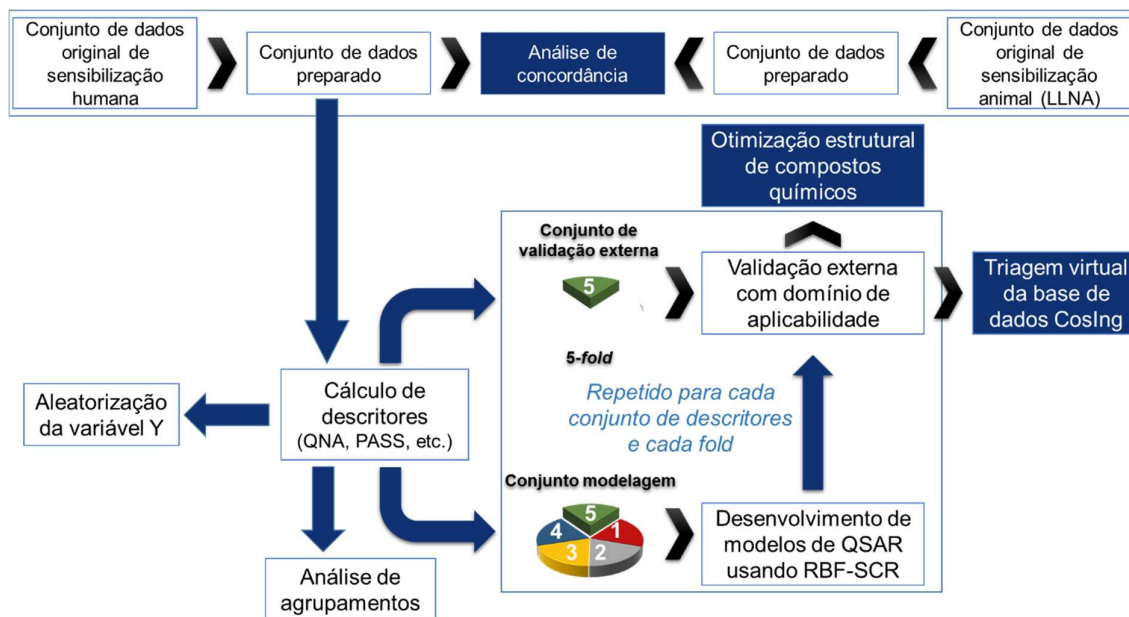 Conjunto de dados
original de
sensibilização
humana
Conjunto de dados
preparado
Análise de
concordância
Conjunto de dados
preparado
Conjunto de dados
original de
sensibilização
animal (LLNA)
Otimização estrutural
de compostos
químicos
Conjunto de
validação externa
5
Validação externa
com domínio de
aplicabilidade
Triagem virtual
da base de
dados CosIng
5-fold
Repetido para cada
conjunto de descritores
e cada fold
Aleatorização
da variável Y
Cálculo de
descritores
(QNA, PASS, etc.)
Conjunto modelagem
5
4
1
3
2
Desenvolvimento de
modelos de QSAR
usando RBF-SCR
Análise de
agrupamentos